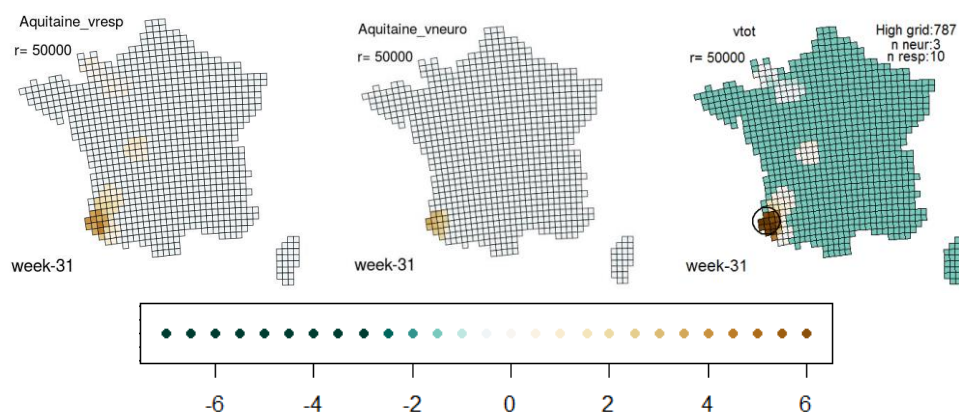 Aquitaine_vresp
r= 50000
week-31
Aquitaine_vneuro
r= 50000
week-31
vtot
r= 50000
High grid:787
n neur:3
n resp:10
week-31
-6 -4 -2 0 2 4 6